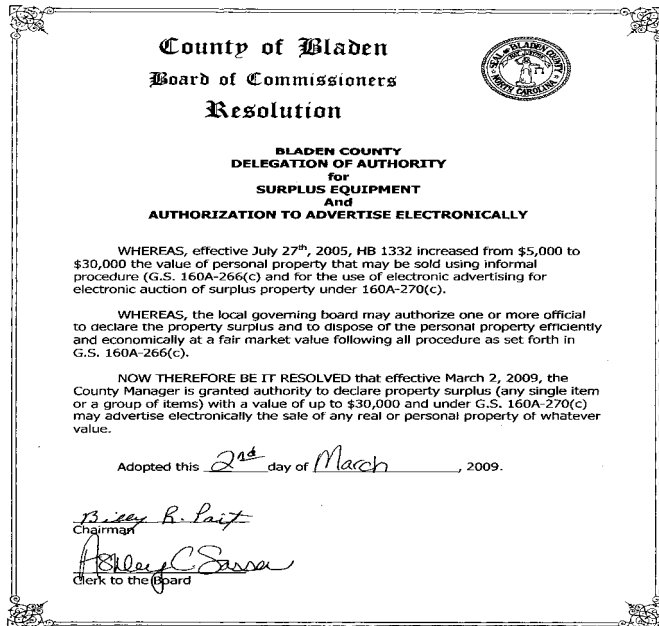 County of Bladen
Board of Commissioners
Resolution
SEAL OF BLADEN COUNTY
NORTH CAROLINA
BLADEN COUNTY
DELEGATION OF AUTHORITY
for
SURPLUS EQUIPMENT
And
AUTHORIZATION TO ADVERTISE ELECTRONICALLY
WHEREAS, effective July 27th, 2005, HB 1332 increased from $5,000 to
$30,000 the value of personal property that may be sold using informal
procedure (G.S. 160A-266(c) and for the use of electronic advertising for
electronic auction of surplus property under 160A-270(c).
WHEREAS, the local governing board may authorize one or more official
to declare the property surplus and to dispose of the personal property efficiently
and economically at a fair market value following all procedure as set forth in
G.S. 160A-266(c).
NOW THEREFORE BE IT RESOLVED that effective March 2, 2009, the
County Manager is granted authority to declare property surplus (any single item
or a group of items) with a value of up to $30,000 and under G.S. 160A-270(c)
may advertise electronically the sale of any real or personal property of whatever
value.
Adopted this 2nd day of March, 2009.
Billy R. Pait
Chairman
Ashley C
Clerk to the Board